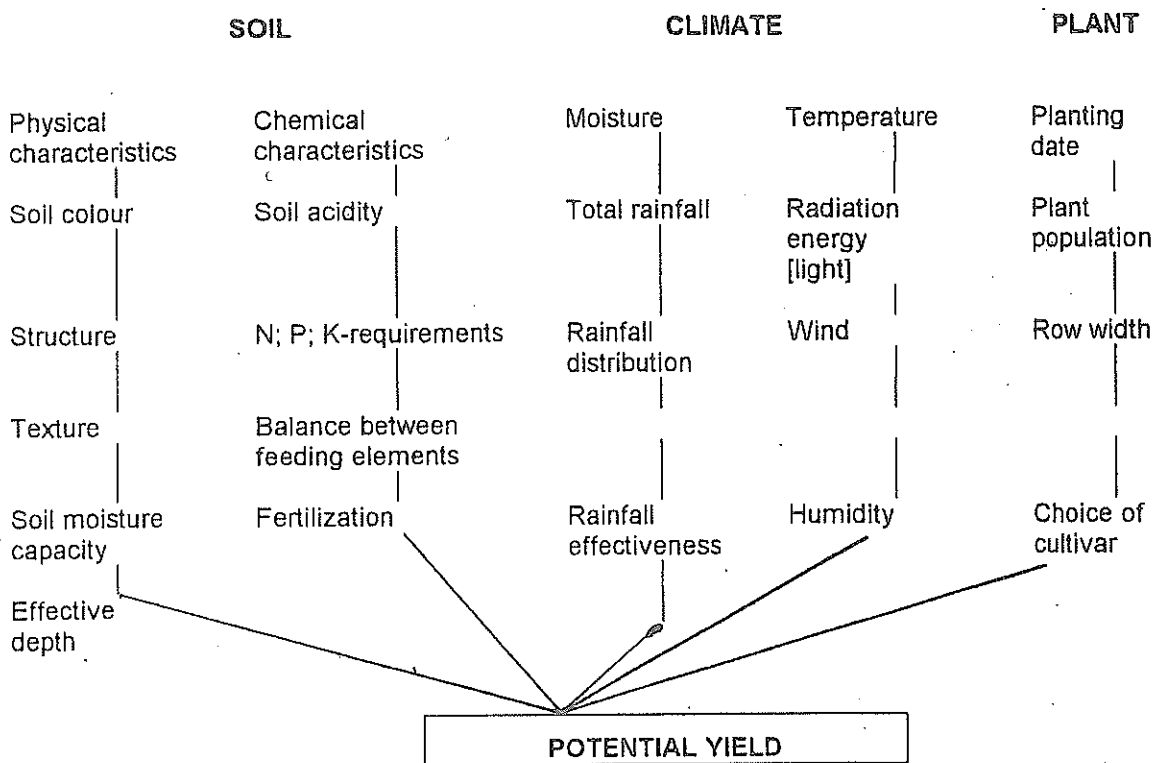 SOIL
CLIMATE
PLANT
Physical
characteristics
Chemical
characteristics
Moisture
Temperature
Planting
date
Soil colour
Soil acidity
Total rainfall
Radiation
energy
[light]
Plant
population
Structure
N; P; K-requirements
Rainfall
distribution
Wind
Row width
Texture
Balance between
feeding elements
Soil moisture
capacity
Fertilization
Rainfall
effectiveness
Humidity
Choice of
cultivar
Effective
depth
POTENTIAL YIELD